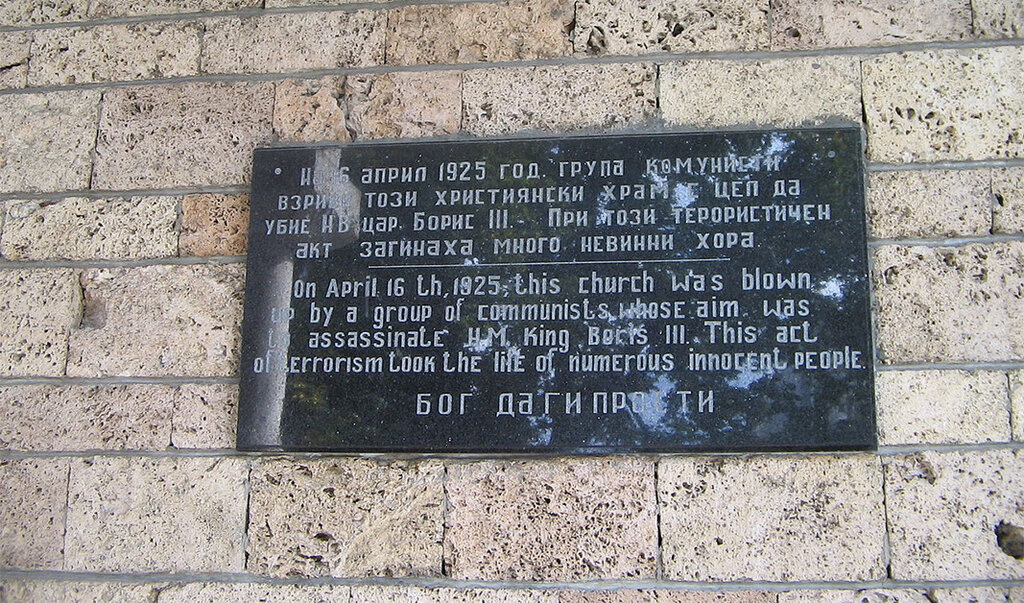 На 16 април 1925 год. група комунисти
взриви този християнски храм с цел да
убие Н.В. цар Борис III. При този терористичен
акт загинаха много невинни хора.
On April 16 th, 1925, this church was blown
up by a group of communists, whose aim was
to assassinate H.M. King Boris III. This act
of terrorism took the life of numerous innocent people.
БОГ ДА ГИ ПРОСТИ